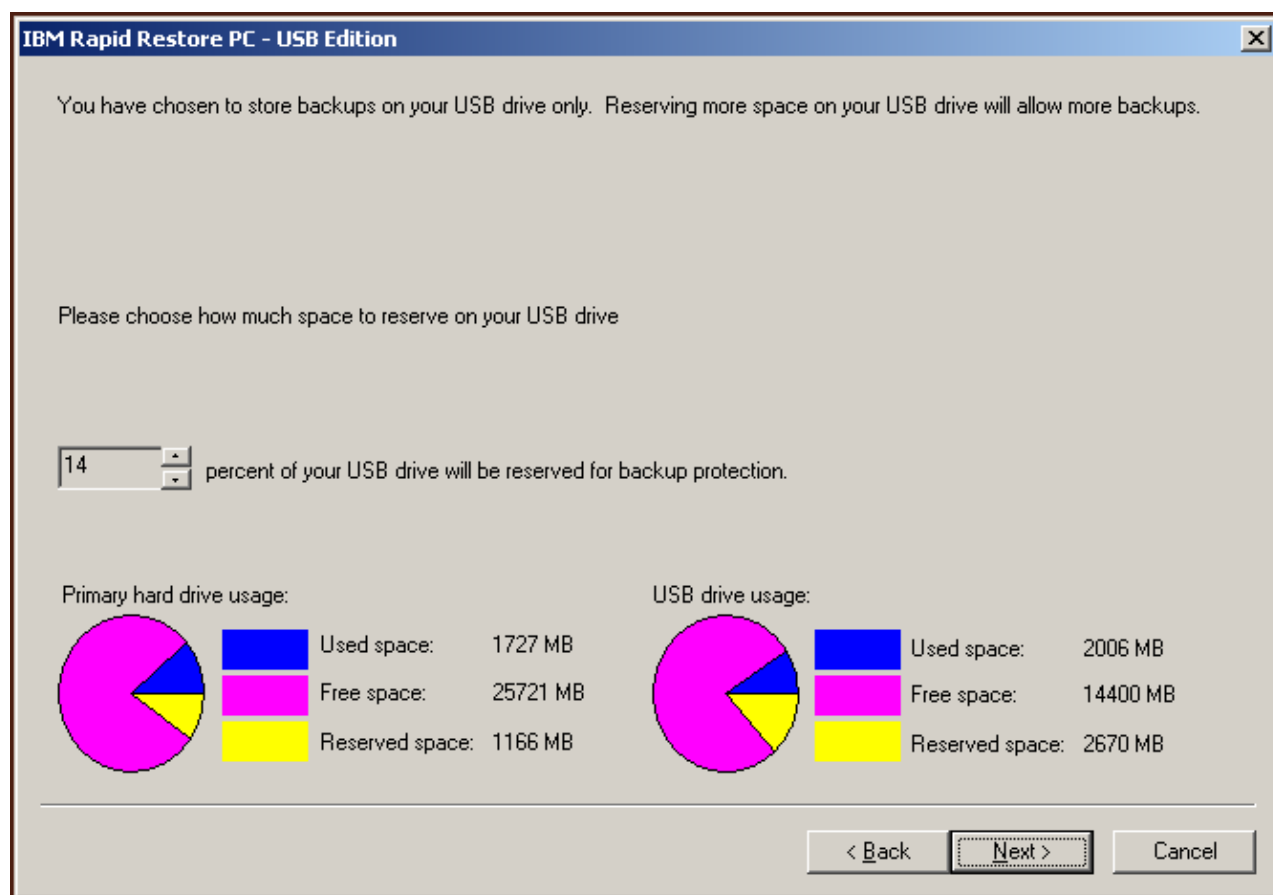 IBM Rapid Restore PC - USB Edition
You have chosen to store backups on your USB drive only.  Reserving more space on your USB drive will allow more backups.
Please choose how much space to reserve on your USB drive
14 percent of your USB drive will be reserved for backup protection.
Primary hard drive usage:
Used space: 1727 MB
Free space: 25721 MB
Reserved space: 1166 MB
USB drive usage:
Used space: 2006 MB
Free space: 14400 MB
Reserved space: 2670 MB
< Back Next > Cancel